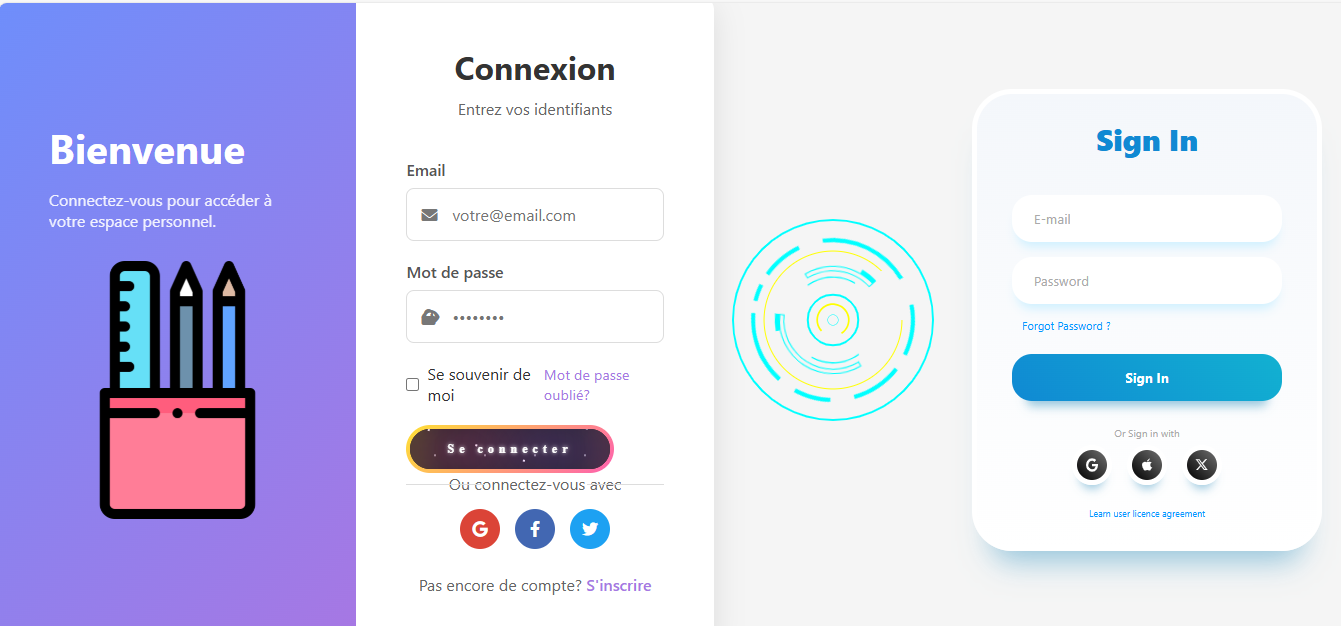 Bienvenue
Connectez-vous pour accéder à
votre espace personnel.
Connexion
Entrez vos identifiants
Email
votre@email.com
Mot de passe
••••••••
Se souvenir de
moi
Mot de passe
oublié?
Se connecter
Ou connectez-vous avec
G f
Pas encore de compte? S'inscrire
Sign In
E-mail
Password
Forgot Password ?
Sign In
Or Sign in with
G X
Learn user licence agreement